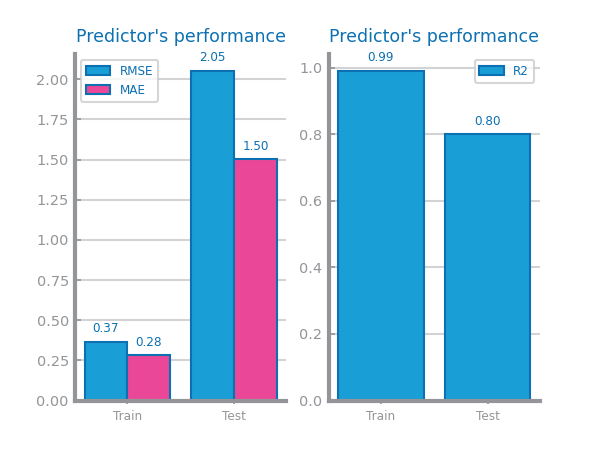 Predictor's performance
2.05
2.00
RMSE
MAE
1.75
1.50
1.50
1.25
1.00
0.75
0.50
0.37
0.28
0.25
0.00
Train
Test
Predictor's performance
0.99
1.0
R2
0.80
0.8
0.6
0.4
0.2
0.0
Train
Test